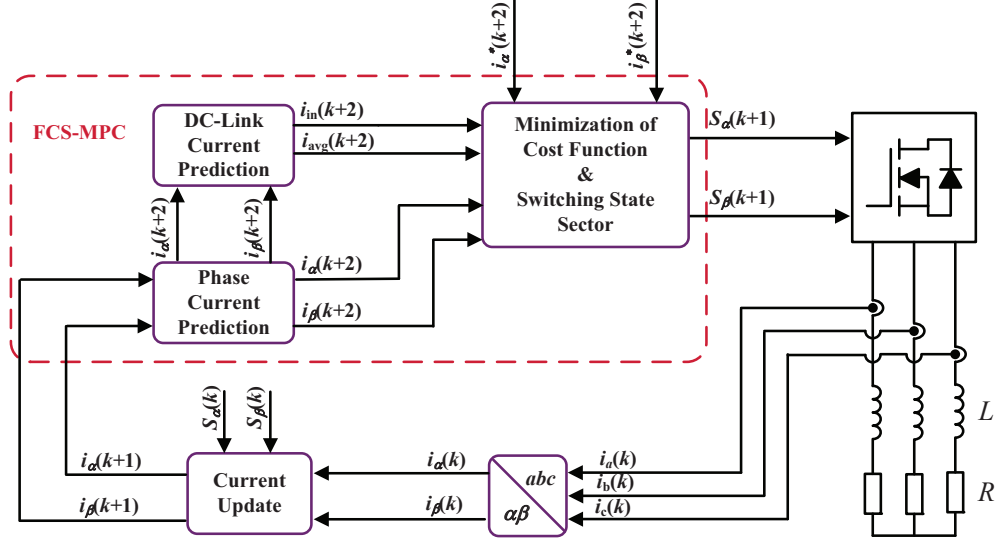 i*α(k+2)
i*β(k+2)
FCS-MPC
DC-Link
Current
Prediction
iin(k+2)
iavg(k+2)
Minimization of
Cost Function
&
Switching State
Sector
Sα(k+1)
Sβ(k+1)
iα(k+2)
iβ(k+2)
Phase
Current
Prediction
iα(k+2)
iβ(k+2)
Sα(k)
Sβ(k)
iα(k+1)
iβ(k+1)
Current
Update
iα(k)
iβ(k)
abc
αβ
ia(k)
ib(k)
ic(k)
L
R